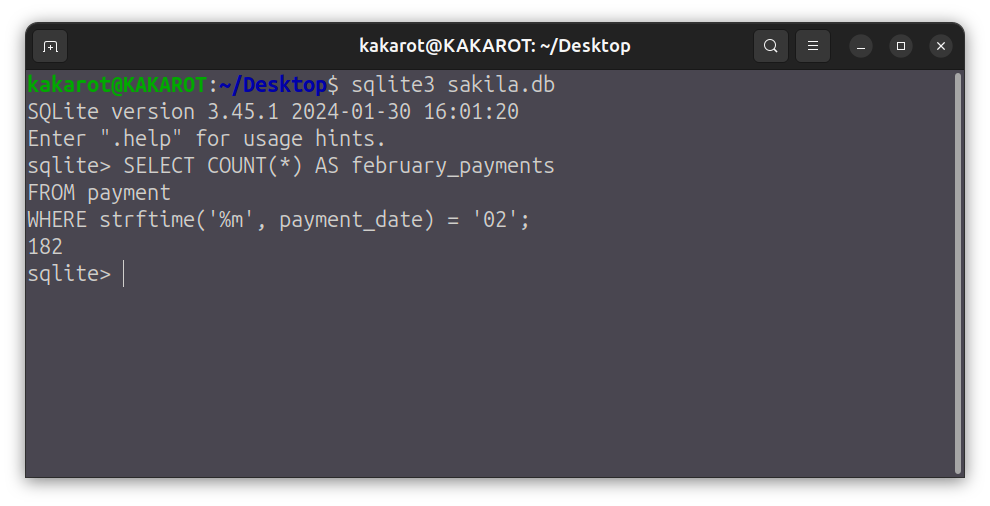 kakarot@KAKAROT: ~/Desktop
kakarot@KAKAROT:~/Desktop$ sqlite3 sakila.db
SQLite version 3.45.1 2024-01-30 16:01:20
Enter ".help" for usage hints.
sqlite> SELECT COUNT(*) AS february_payments
FROM payment
WHERE strftime('%m', payment_date) = '02';
182
sqlite>